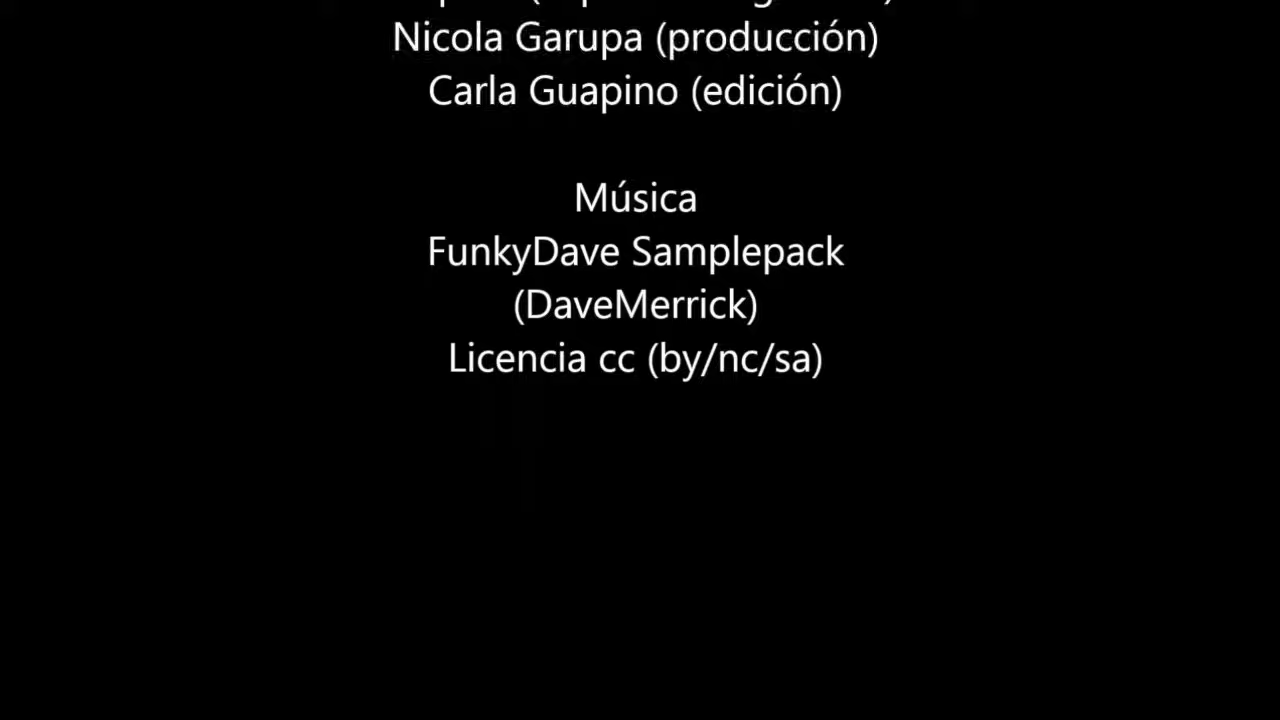 Nicola Garupa (producción)
Carla Guapino (edición)
Música
FunkyDave Samplepack
(DaveMerrick)
Licencia cc (by/nc/sa)